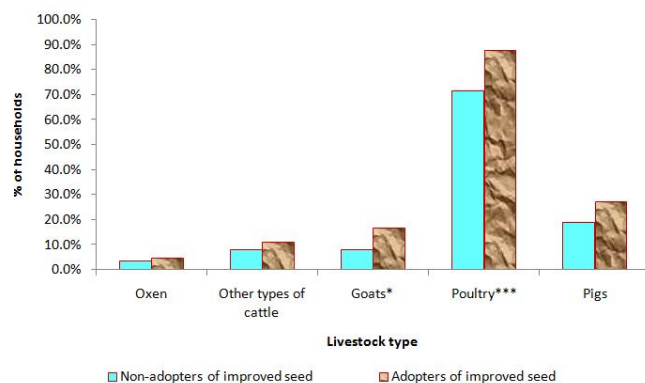 100.0%
90.0%
80.0%
70.0%
60.0%
50.0%
40.0%
30.0%
20.0%
10.0%
0.0%
% of households
Oxen
Other types of
cattle
Goats*
Poultry***
Pigs
Livestock type
Non-adopters of improved seed
Adopters of improved seed